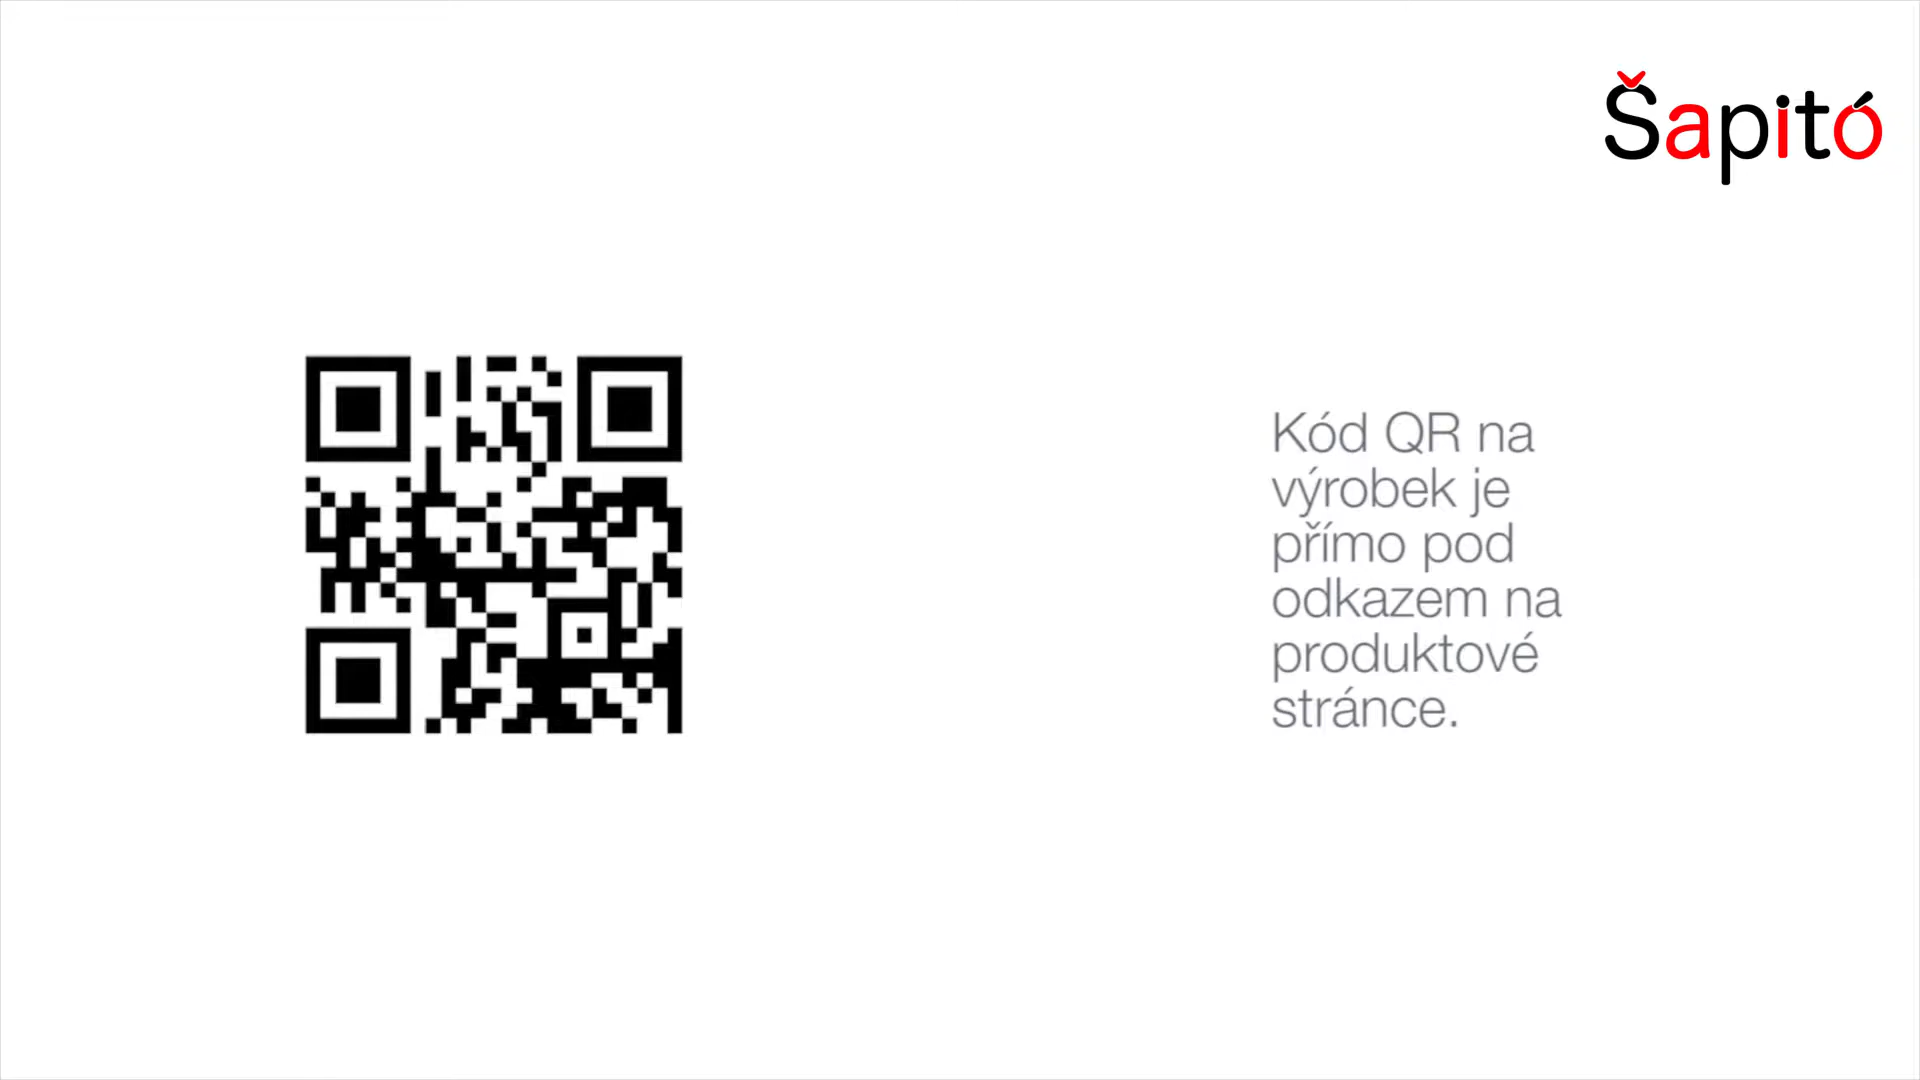 Šapitó
Kód QR na
výrobek je
přímo pod
odkazem na
produktové
stránce.